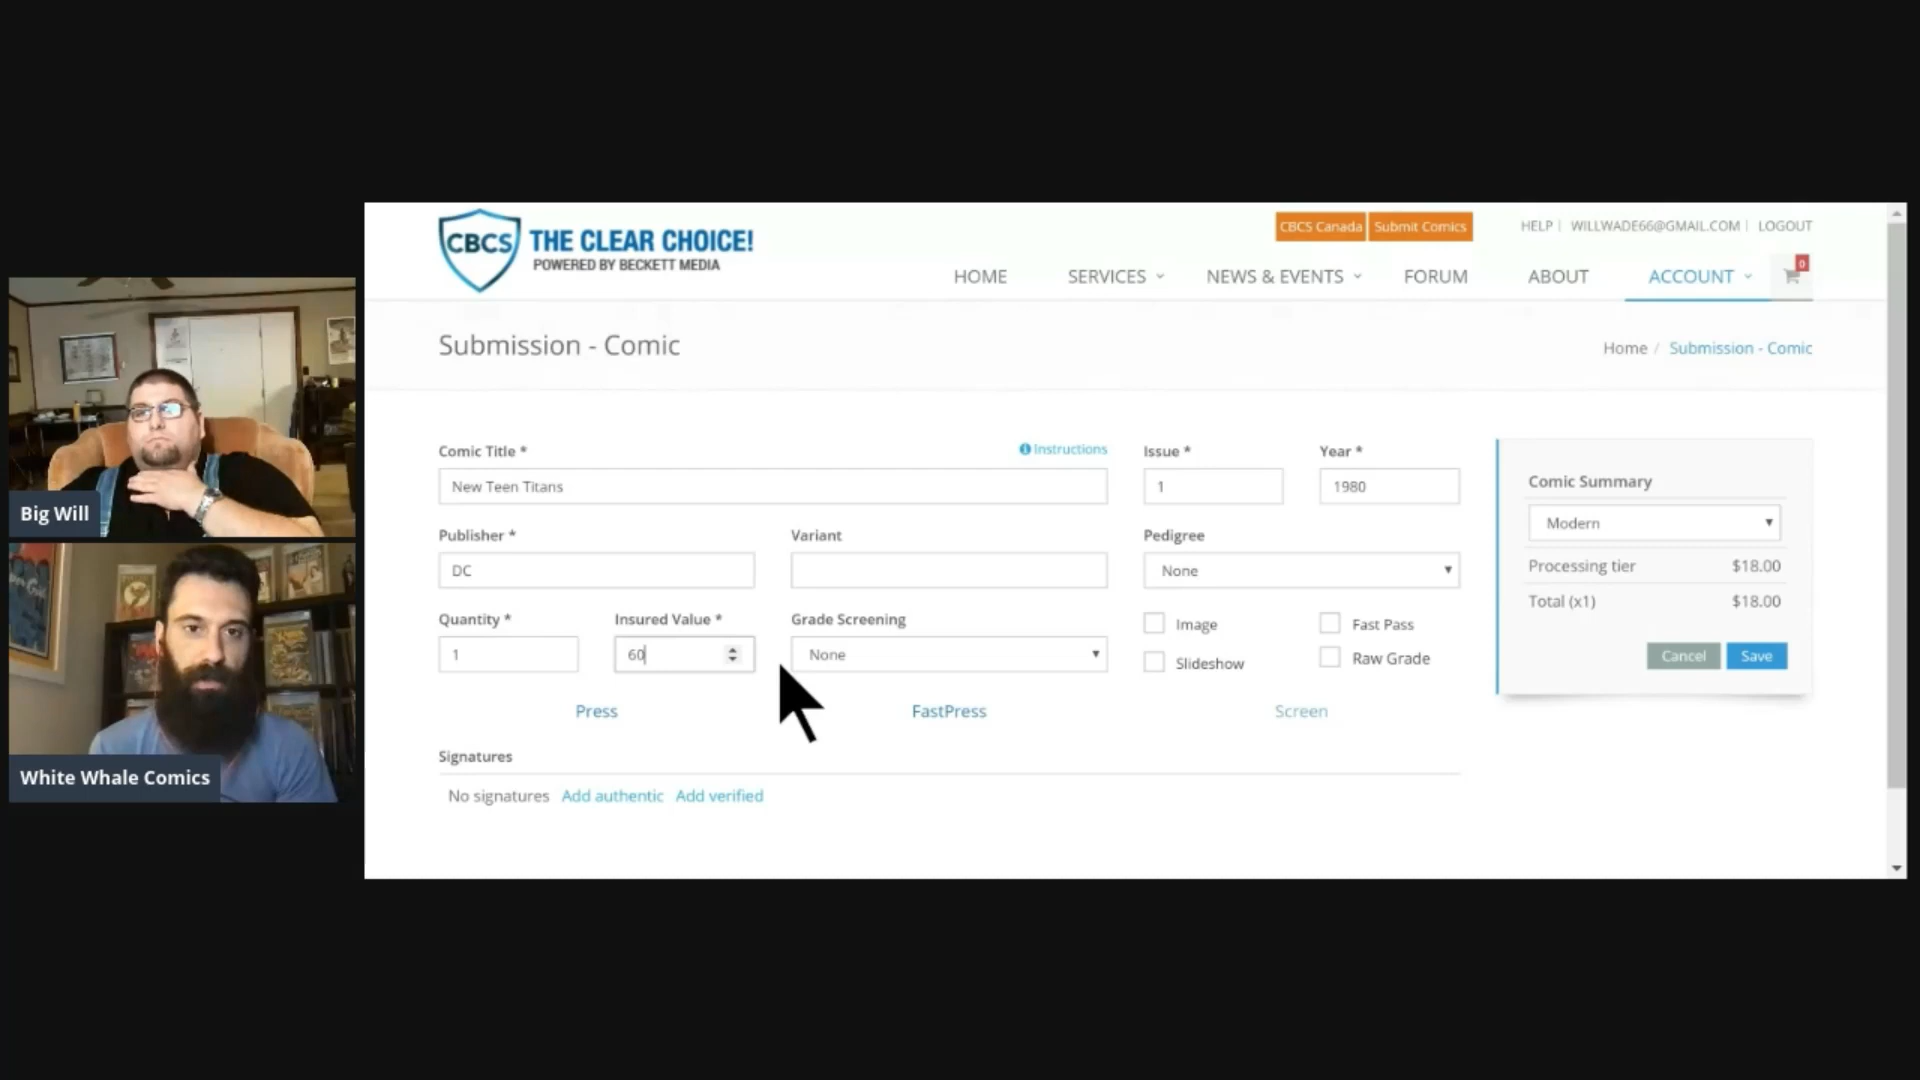 CBCS
THE CLEAR CHOICE!
POWERED BY BECKETT MEDIA
CBCS Canada
Submit Comics
HELP | WILLWADE66@GMAIL.COM | LOGOUT
HOME
SERVICES
NEWS & EVENTS
FORUM
ABOUT
ACCOUNT
0
Submission - Comic
Home / Submission - Comic
Comic Title *
Instructions
Issue *
Year *
New Teen Titans
1
1980
Publisher *
Variant
Pedigree
DC
None
Quantity *
Insured Value *
Grade Screening
1
60
None
Image
Fast Pass
Slideshow
Raw Grade
Press
FastPress
Screen
Signatures
No signatures Add authentic Add verified
Comic Summary
Modern
Processing tier $18.00
Total (x1) $18.00
Cancel
Save
Big Will
White Whale Comics